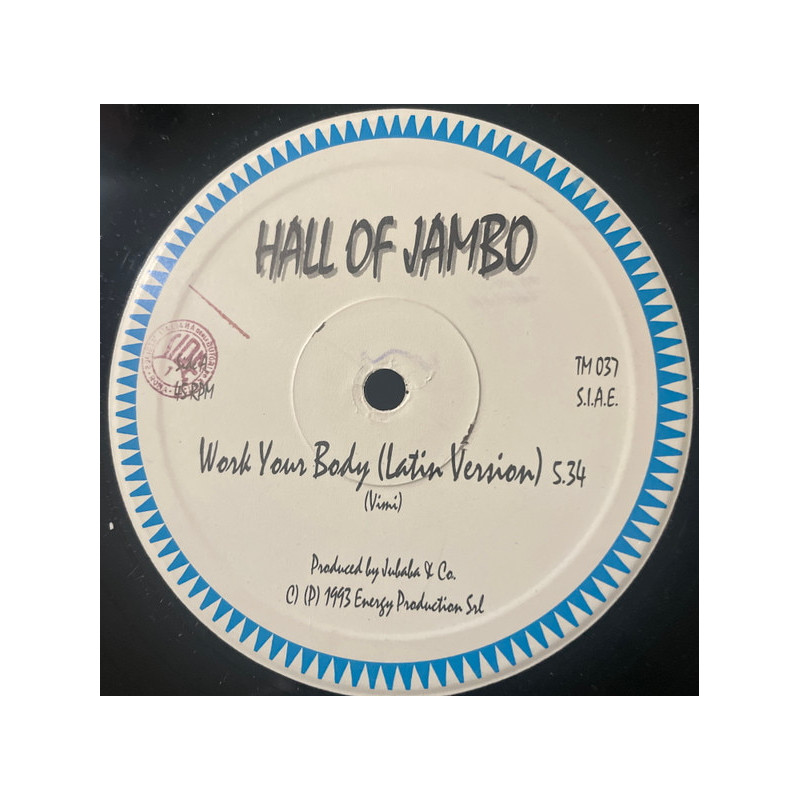 HALL OF JAMBO
TM 037
45 RPM
S.I.A.E.
Work Your Body (Latin Version) 5.34
(Vimi)
Produced by Jubaba & Co.
C) (P) 1993 Energy Production Srl